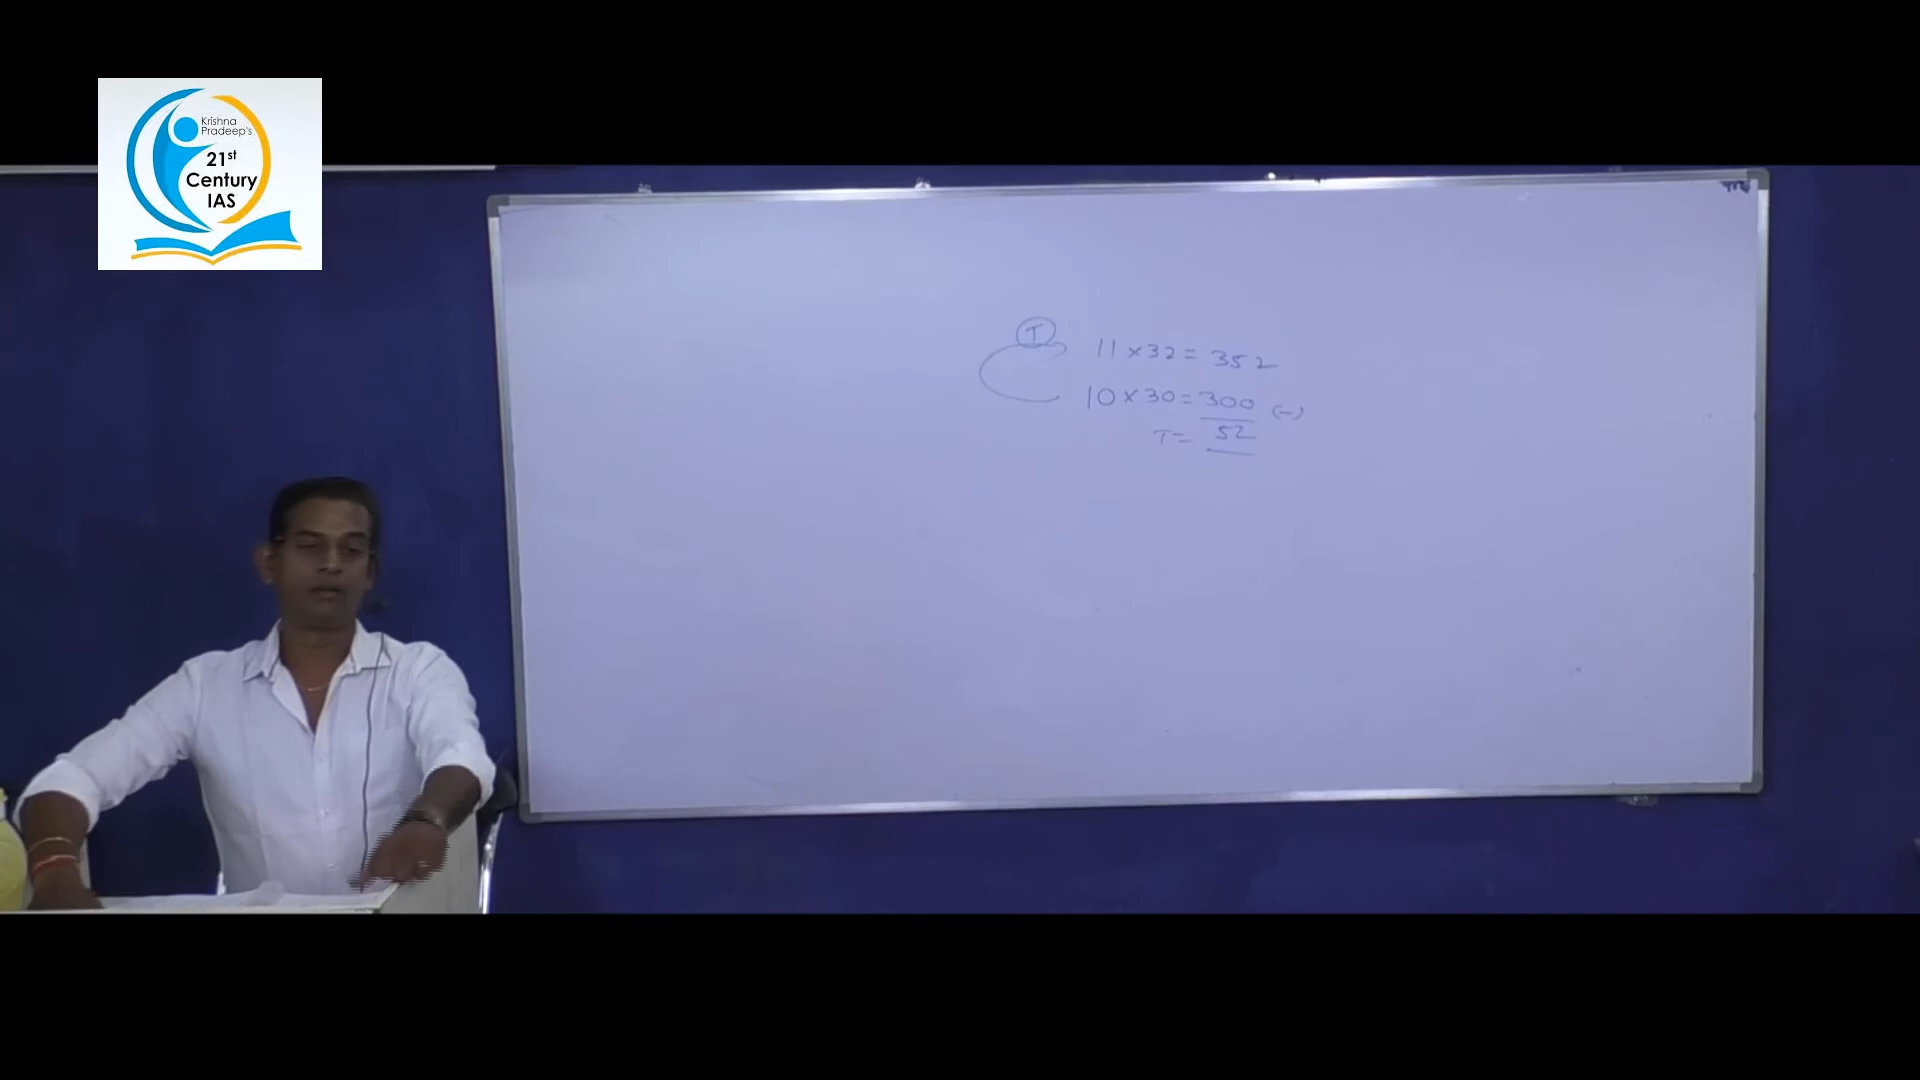 Krishna
Pradeep's
21st
Century
IAS
T
11 × 32 = 352
10 × 30 = 300 (-)
T = 52